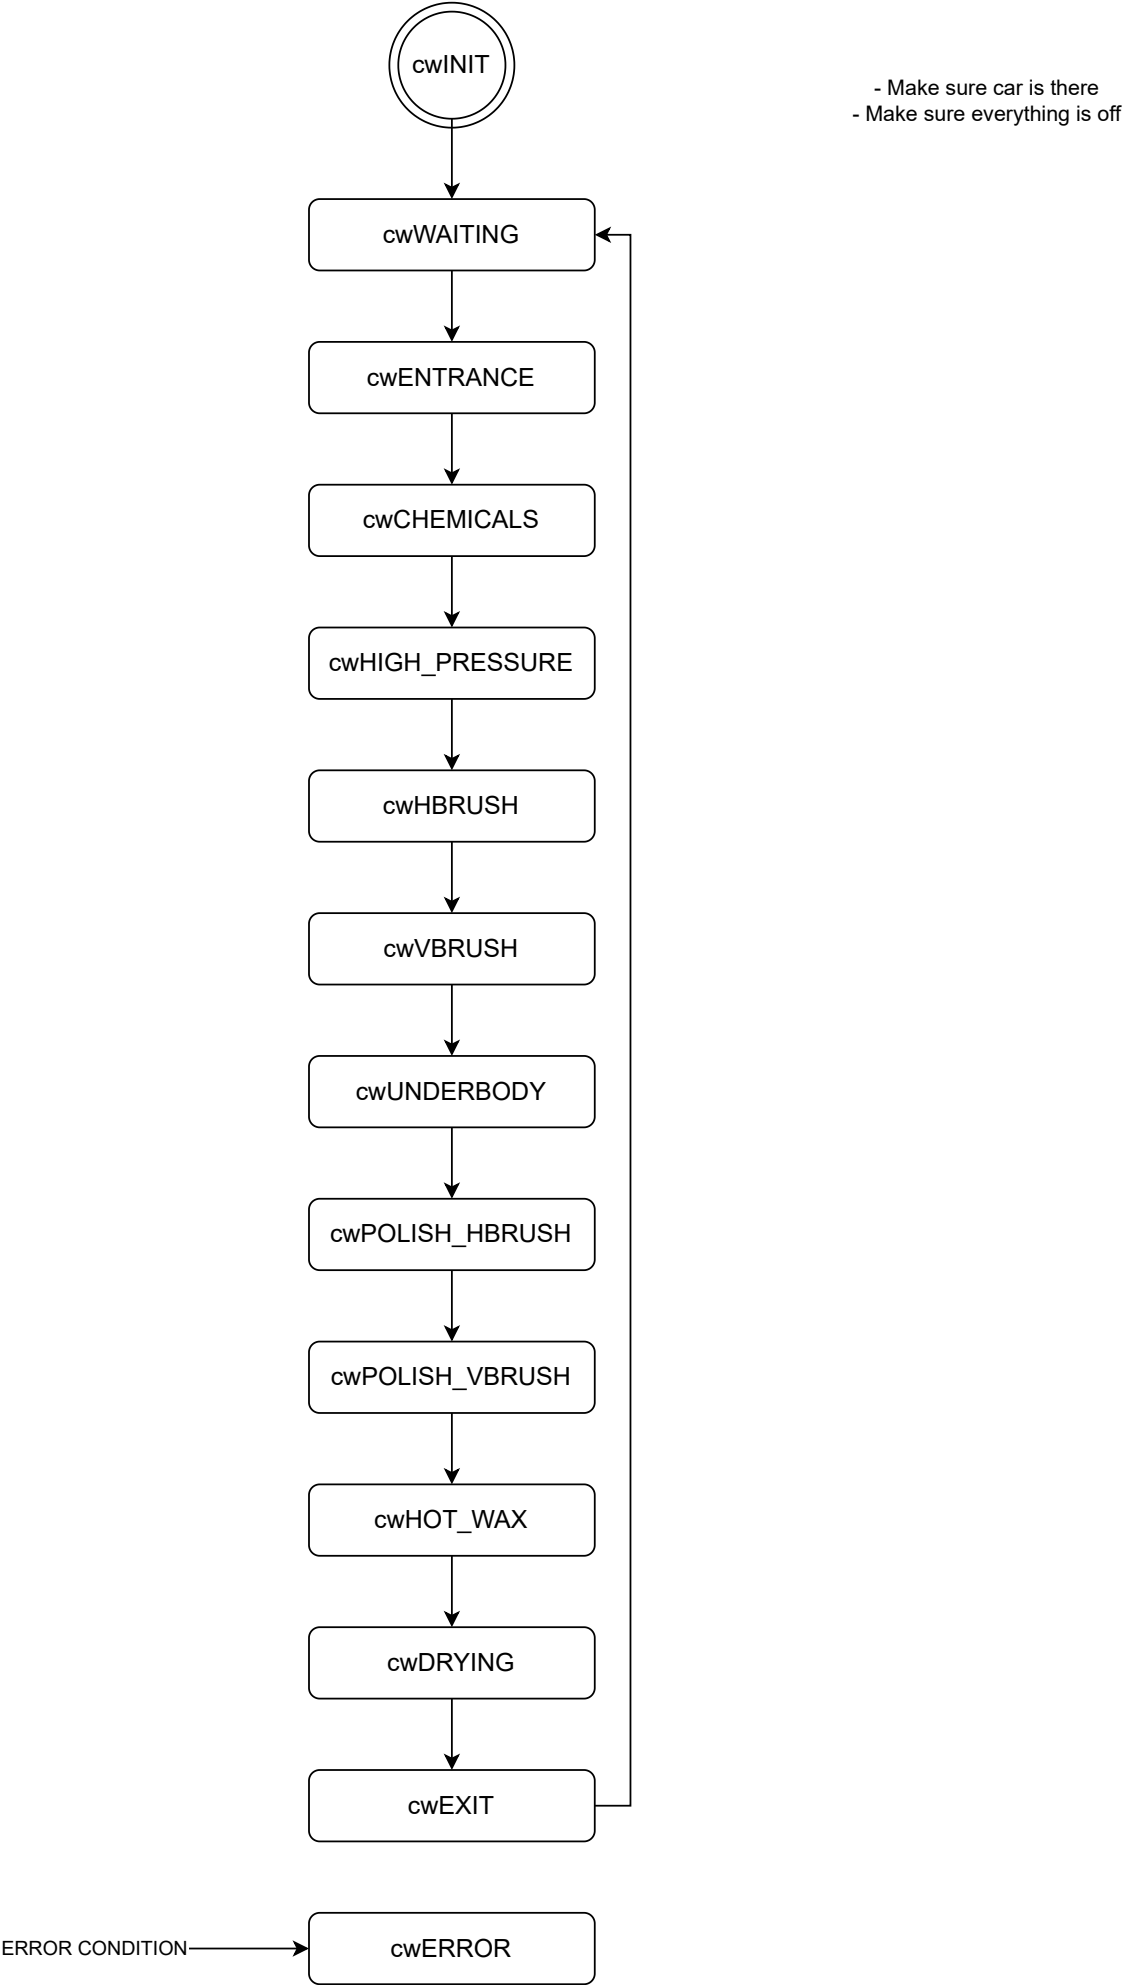 cwINIT
- Make sure car is there
- Make sure everything is off
cwWAITING
cwENTRANCE
cwCHEMICALS
cwHIGH_PRESSURE
cwHBRUSH
cwVBRUSH
cwUNDERBODY
cwPOLISH_HBRUSH
cwPOLISH_VBRUSH
cwHOT_WAX
cwDRYING
cwEXIT
ERROR CONDITION
cwERROR